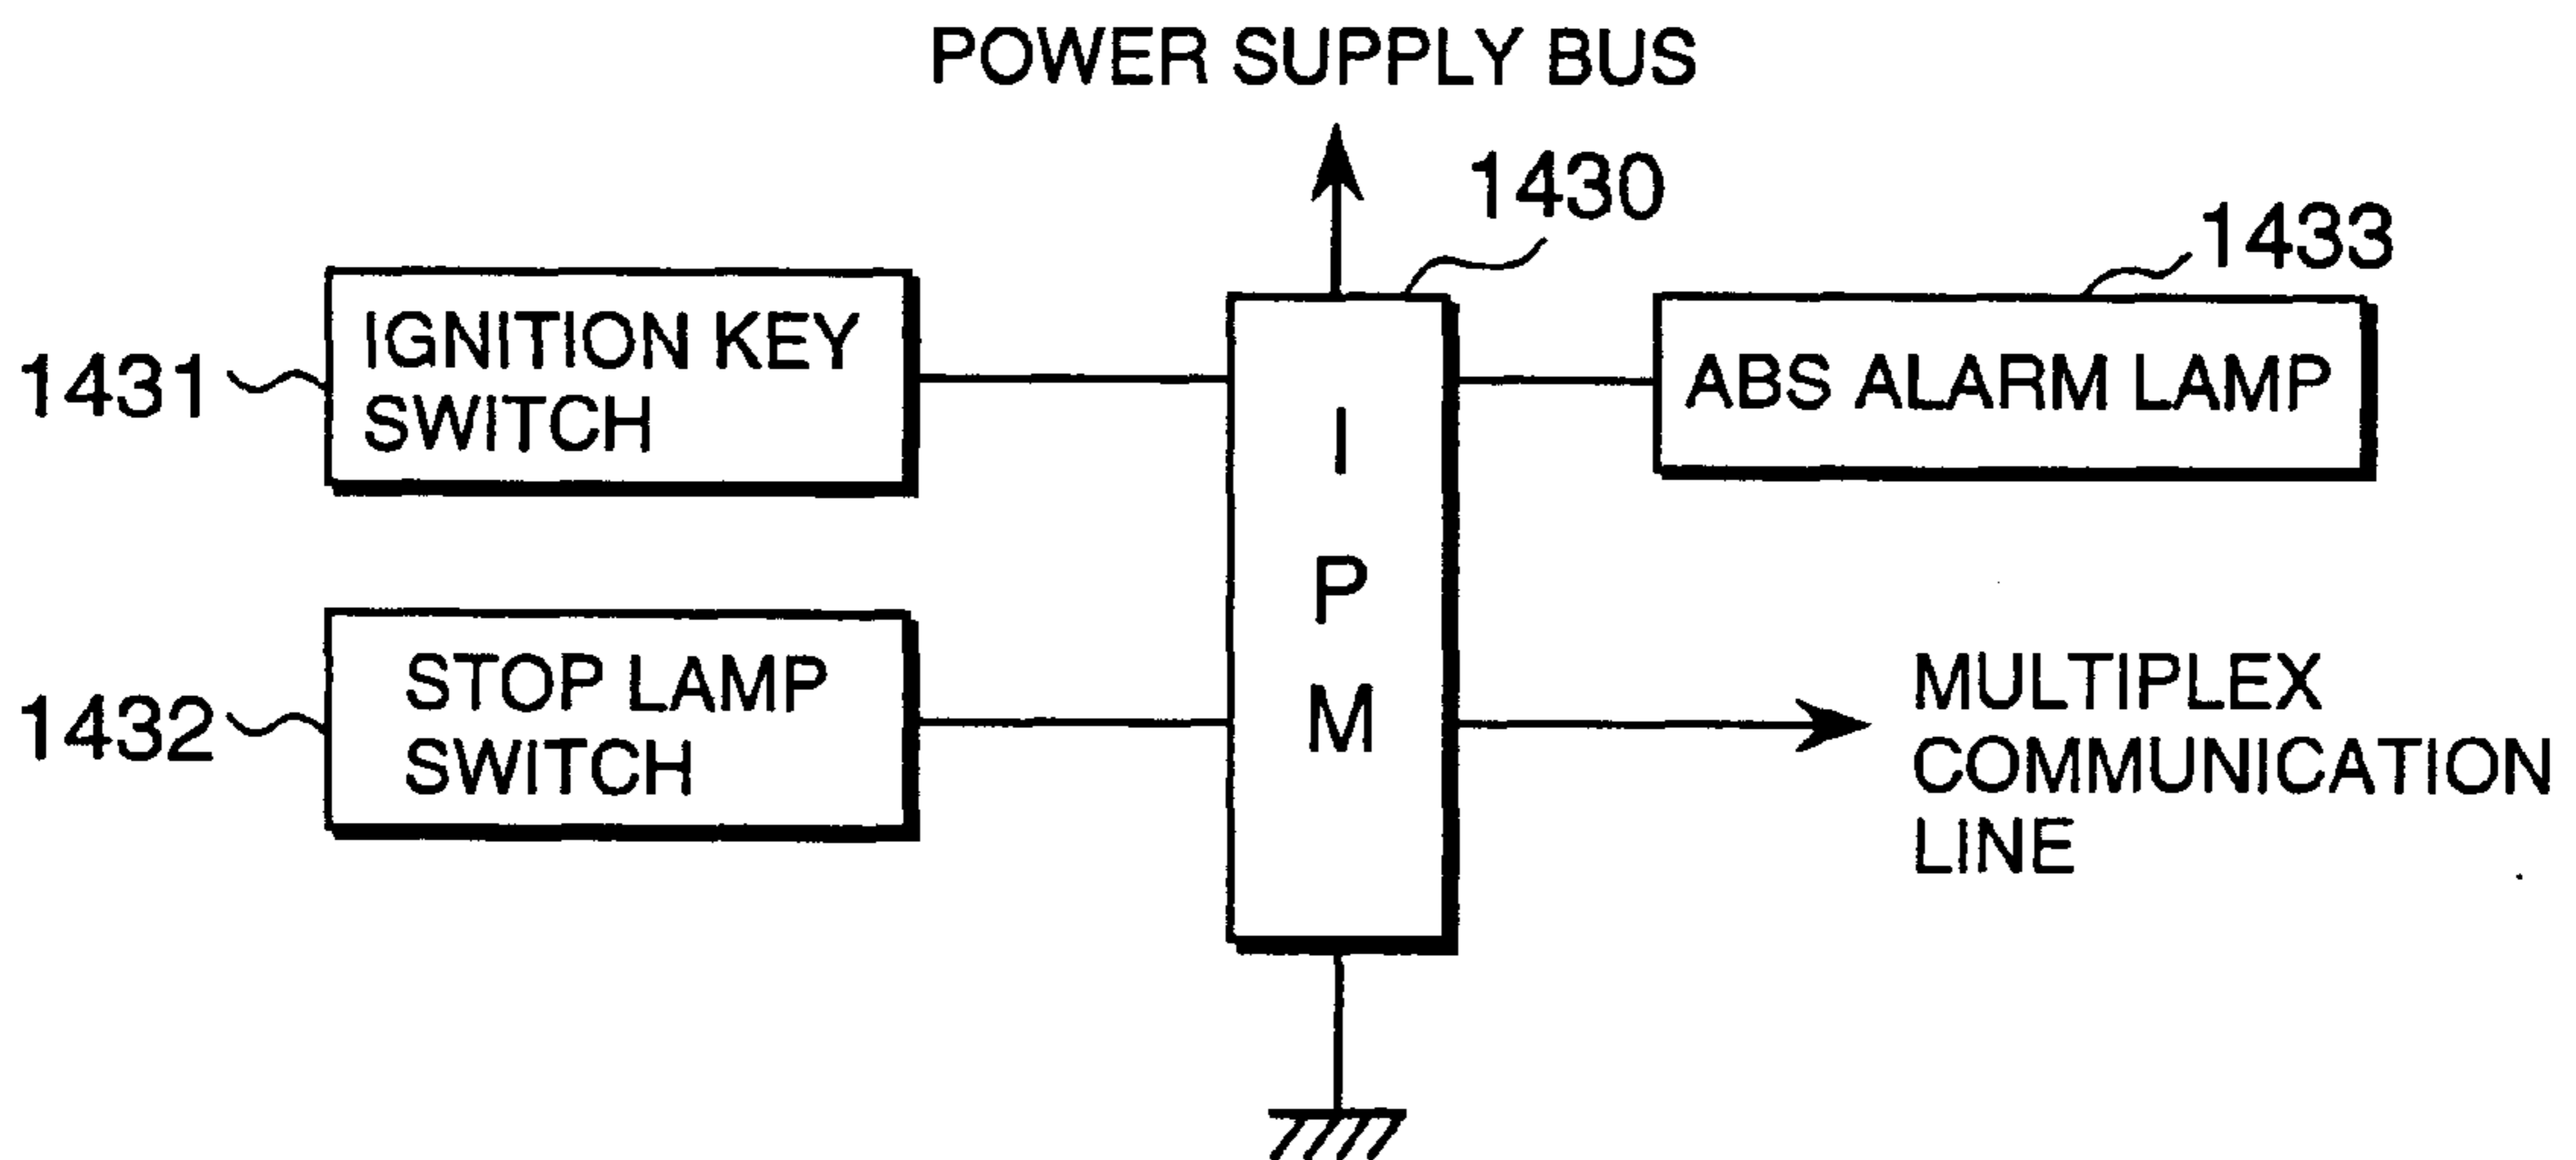 POWER SUPPLY BUS
1430
1433
1431
IGNITION KEY
SWITCH
I
P
M
ABS ALARM LAMP
1432
STOP LAMP
SWITCH
MULTIPLEX
COMMUNICATION
LINE